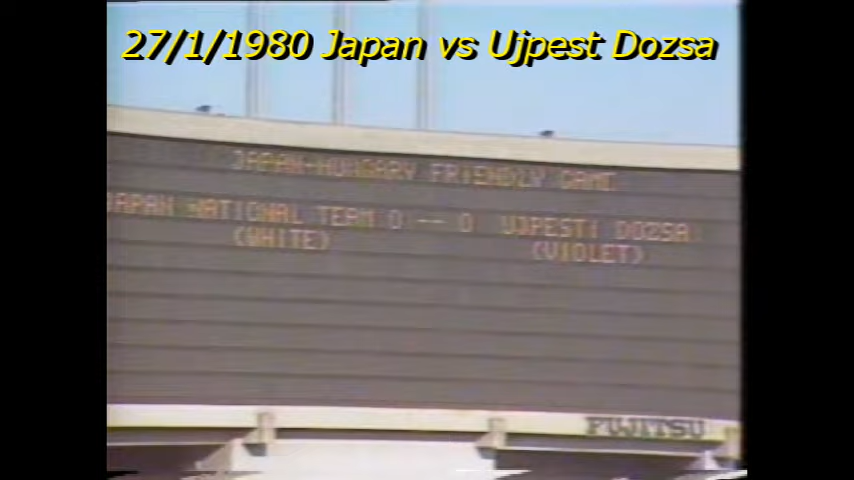 27/1/1980 Japan vs Ujpest Dozsa
JAPAN-HUNGARY FRIENDLY GAME
JAPAN NATIONAL TEAM 0 -- 0 UJPESTI DOZSA
(WHITE) (VIOLET)
FUJITSU